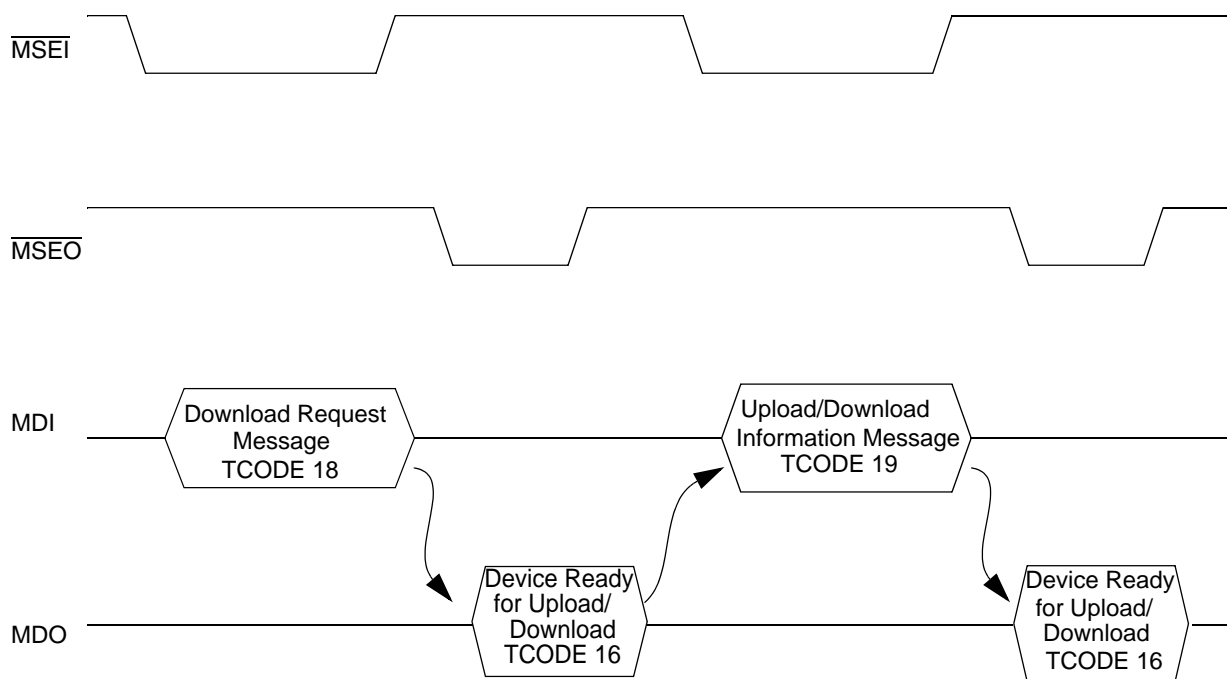 MSEI
MSEO
MDI
Download Request
Message
TCODE 18
Upload/Download
Information Message
TCODE 19
MDO
Device Ready
for Upload/
Download
TCODE 16
Device Ready
for Upload/
Download
TCODE 16